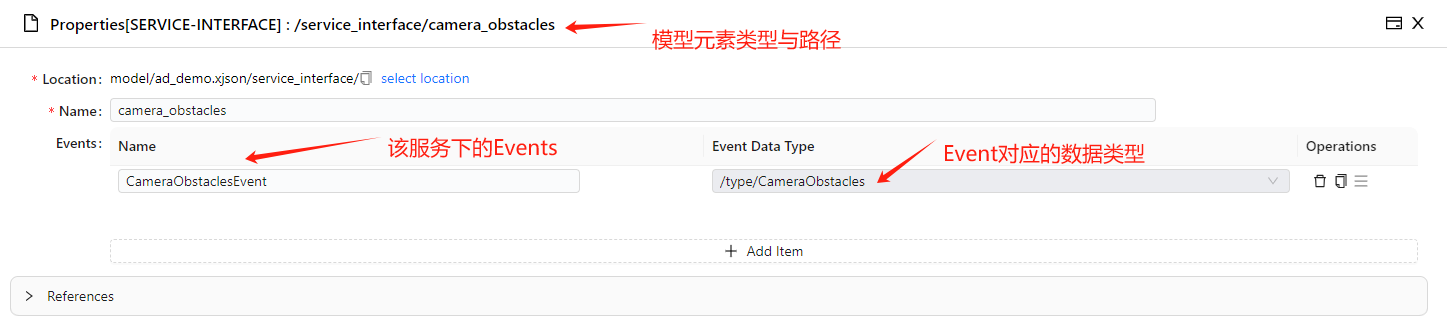 Properties[SERVICE-INTERFACE] : /service_interface/camera_obstacles
模型元素类型与路径
* Location: model/ad_demo.xjson/service_interface/ select location
* Name: camera_obstacles
Events: Name Event Data Type Operations
该服务下的Events Event对应的数据类型
CameraObstaclesEvent /type/CameraObstacles
+ Add Item
> References